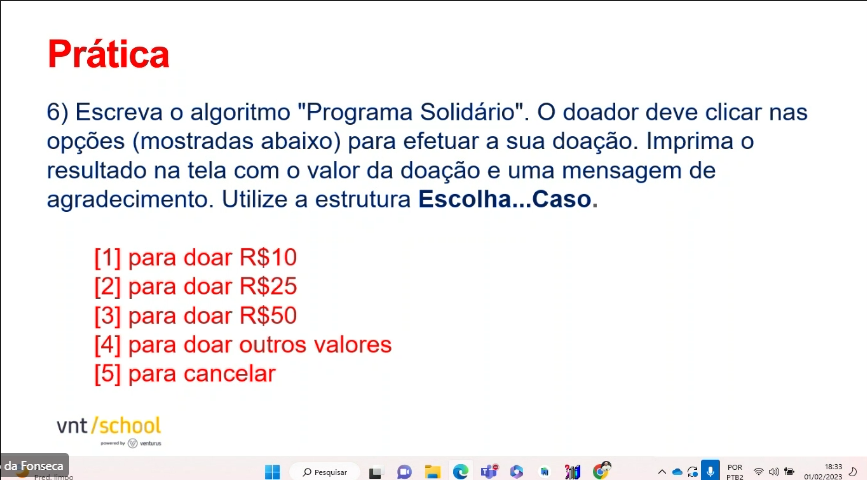 Prática
6) Escreva o algoritmo "Programa Solidário". O doador deve clicar nas
opções (mostradas abaixo) para efetuar a sua doação. Imprima o
resultado na tela com o valor da doação e uma mensagem de
agradecimento. Utilize a estrutura Escolha...Caso.
[1] para doar R$10
[2] para doar R$25
[3] para doar R$50
[4] para doar outros valores
[5] para cancelar
vnt/school
powered by venturus
da Fonseca
Pesquisar
POR
PTB2
18:33
01/02/2023